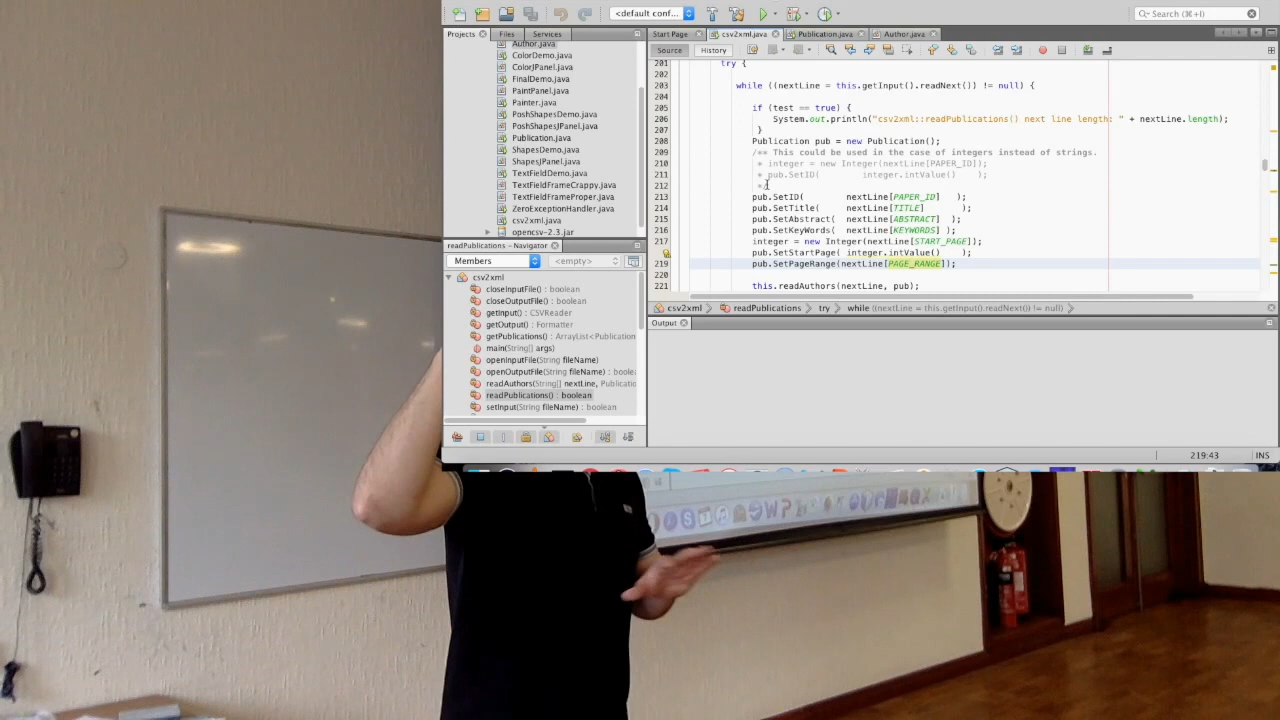 <default conf...
Search (⌘+I)
Projects
Files
Services
Start Page
csv2xml.java
Publication.java
Author.java
Source
History
Author.java
ColorDemo.java
ColorJPanel.java
FinalDemo.java
PaintPanel.java
Painter.java
PoshShapesDemo.java
PoshShapesJPanel.java
Publication.java
ShapesDemo.java
ShapesJPanel.java
TextFieldDemo.java
TextFieldFrameCrappy.java
TextFieldFrameProper.java
ZeroExceptionHandler.java
csv2xml.java
opencsv-2.3.jar
201 try {
202
203 while ((nextLine = this.getInput().readNext()) != null) {
204
205 if (test == true) {
206 System.out.println("csv2xml::readPublications() next line length: " + nextLine.length);
207 }
208 Publication pub = new Publication();
209 /** This could be used in the case of integers instead of strings.
210 * integer = new Integer(nextLine[PAPER_ID]);
211 * pub.SetID( integer.intValue() );
212 */
213 pub.SetID( nextLine[PAPER_ID] );
214 pub.SetTitle( nextLine[TITLE] );
215 pub.SetAbstract( nextLine[ABSTRACT] );
216 pub.SetKeyWords( nextLine[KEYWORDS] );
217 integer = new Integer(nextLine[START_PAGE]);
pub.SetStartPage( integer.intValue() );
219 pub.SetPageRange(nextLine[PAGE_RANGE]);
220
221 this.readAuthors(nextLine, pub);
readPublications – Navigator
Members
<empty>
csv2xml
closeInputFile() : boolean
closeOutputFile() : boolean
getInput() : CSVReader
getOutput() : Formatter
getPublications() : ArrayList<Publication
main(String[] args)
openInputFile(String fileName)
openOutputFile(String fileName) : boolea
readAuthors(String[] nextLine, Publicatio
readPublications() : boolean
setInput(String fileName) : boolean
csv2xml
readPublications
try
while ((nextLine = this.getInput().readNext()) != null)
Output
219:43
INS